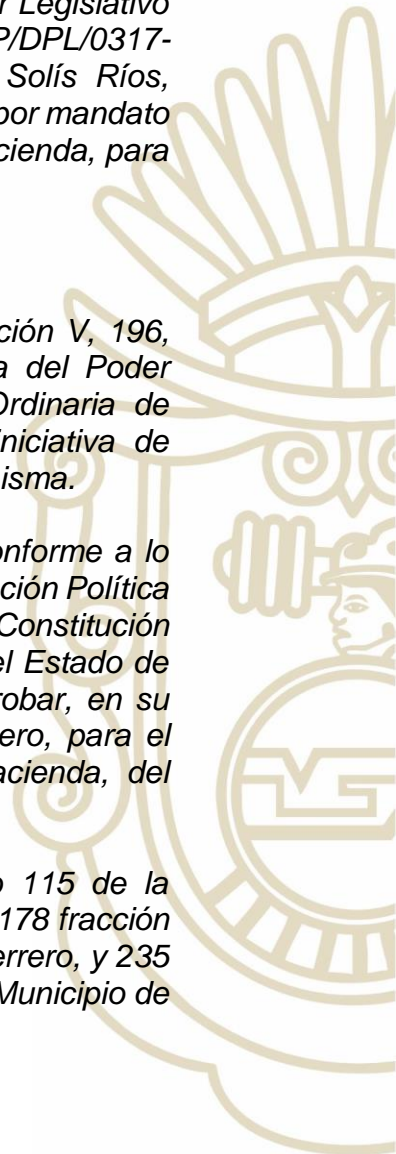 r Legislativo
P/DPL/0317-
Solís Ríos,
por mandato
cienda, para
ción V, 196,
a del Poder
Ordinaria de
Iniciativa de
isma.
onforme a lo
ción Política
Constitución
el Estado de
robar, en su
ero, para el
acienda, del
o 115 de la
178 fracción
errero, y 235
Municipio de